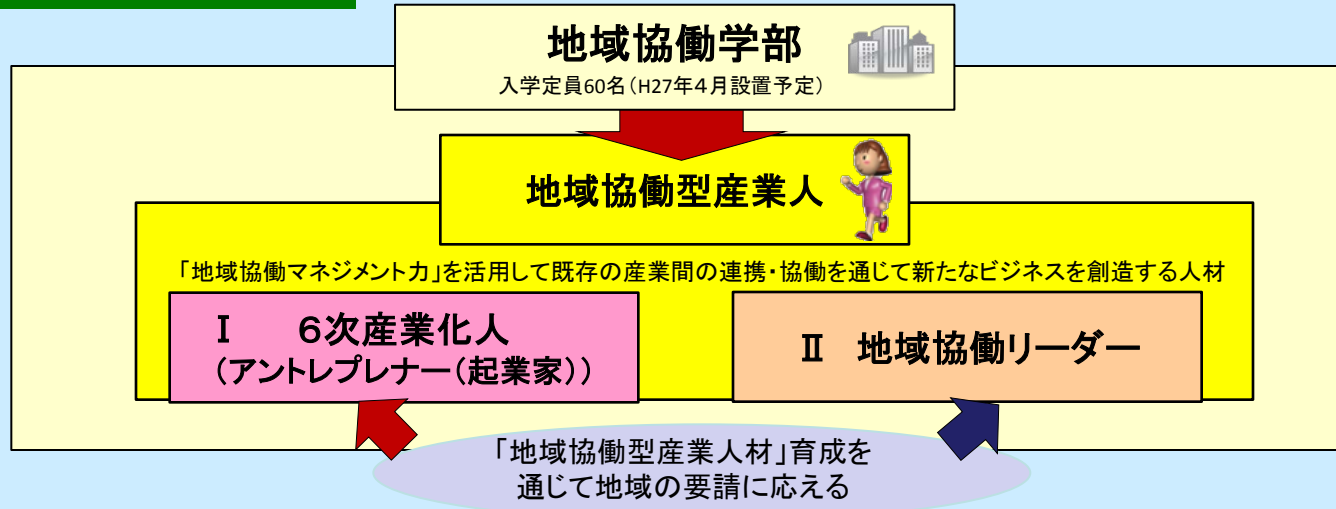 地域協働学部
入学定員60名(H27年4月設置予定)
地域協働型産業人
「地域協働マネジメント力」を活用して既存の産業間の連携・協働を通じて新たなビジネスを創造する人材
Ⅰ 6次産業化人
(アントレプレナー(起業家))
Ⅱ 地域協働リーダー
「地域協働型産業人材」育成を
通じて地域の要請に応える